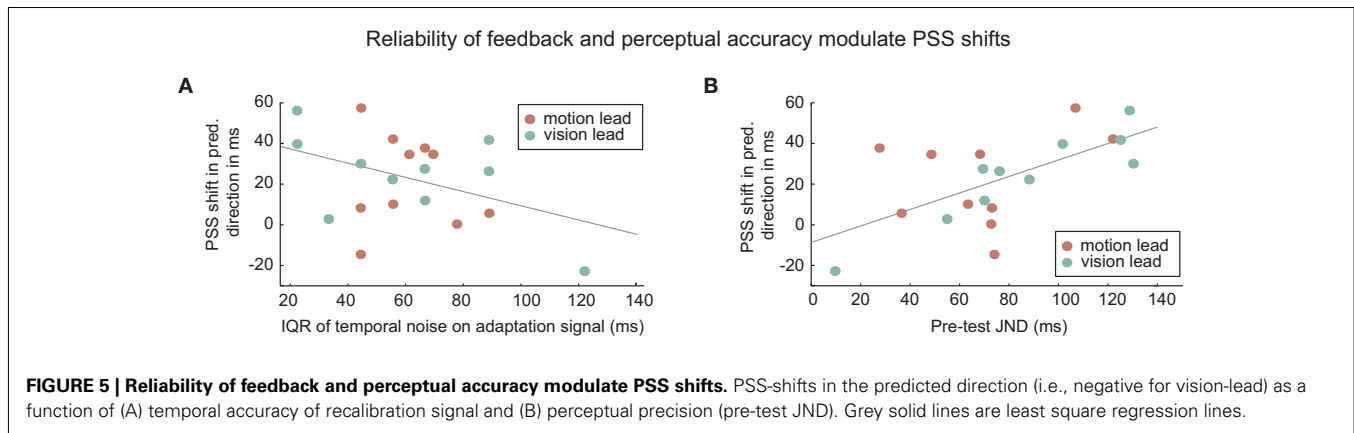 Reliability of feedback and perceptual accuracy modulate PSS shifts
A
PSS shift in pred.
direction in ms
60
40
20
0
-20
motion lead
vision lead
20 40 60 80 100 120 140
IQR of temporal noise on adaptation signal (ms)
B
PSS shift in pred.
direction in ms
60
40
20
0
-20
motion lead
vision lead
0 20 40 60 80 100 120 140
Pre-test JND (ms)
FIGURE 5 | Reliability of feedback and perceptual accuracy modulate PSS shifts. PSS-shifts in the predicted direction (i.e., negative for vision-lead) as a
function of (A) temporal accuracy of recalibration signal and (B) perceptual precision (pre-test JND). Grey solid lines are least square regression lines.